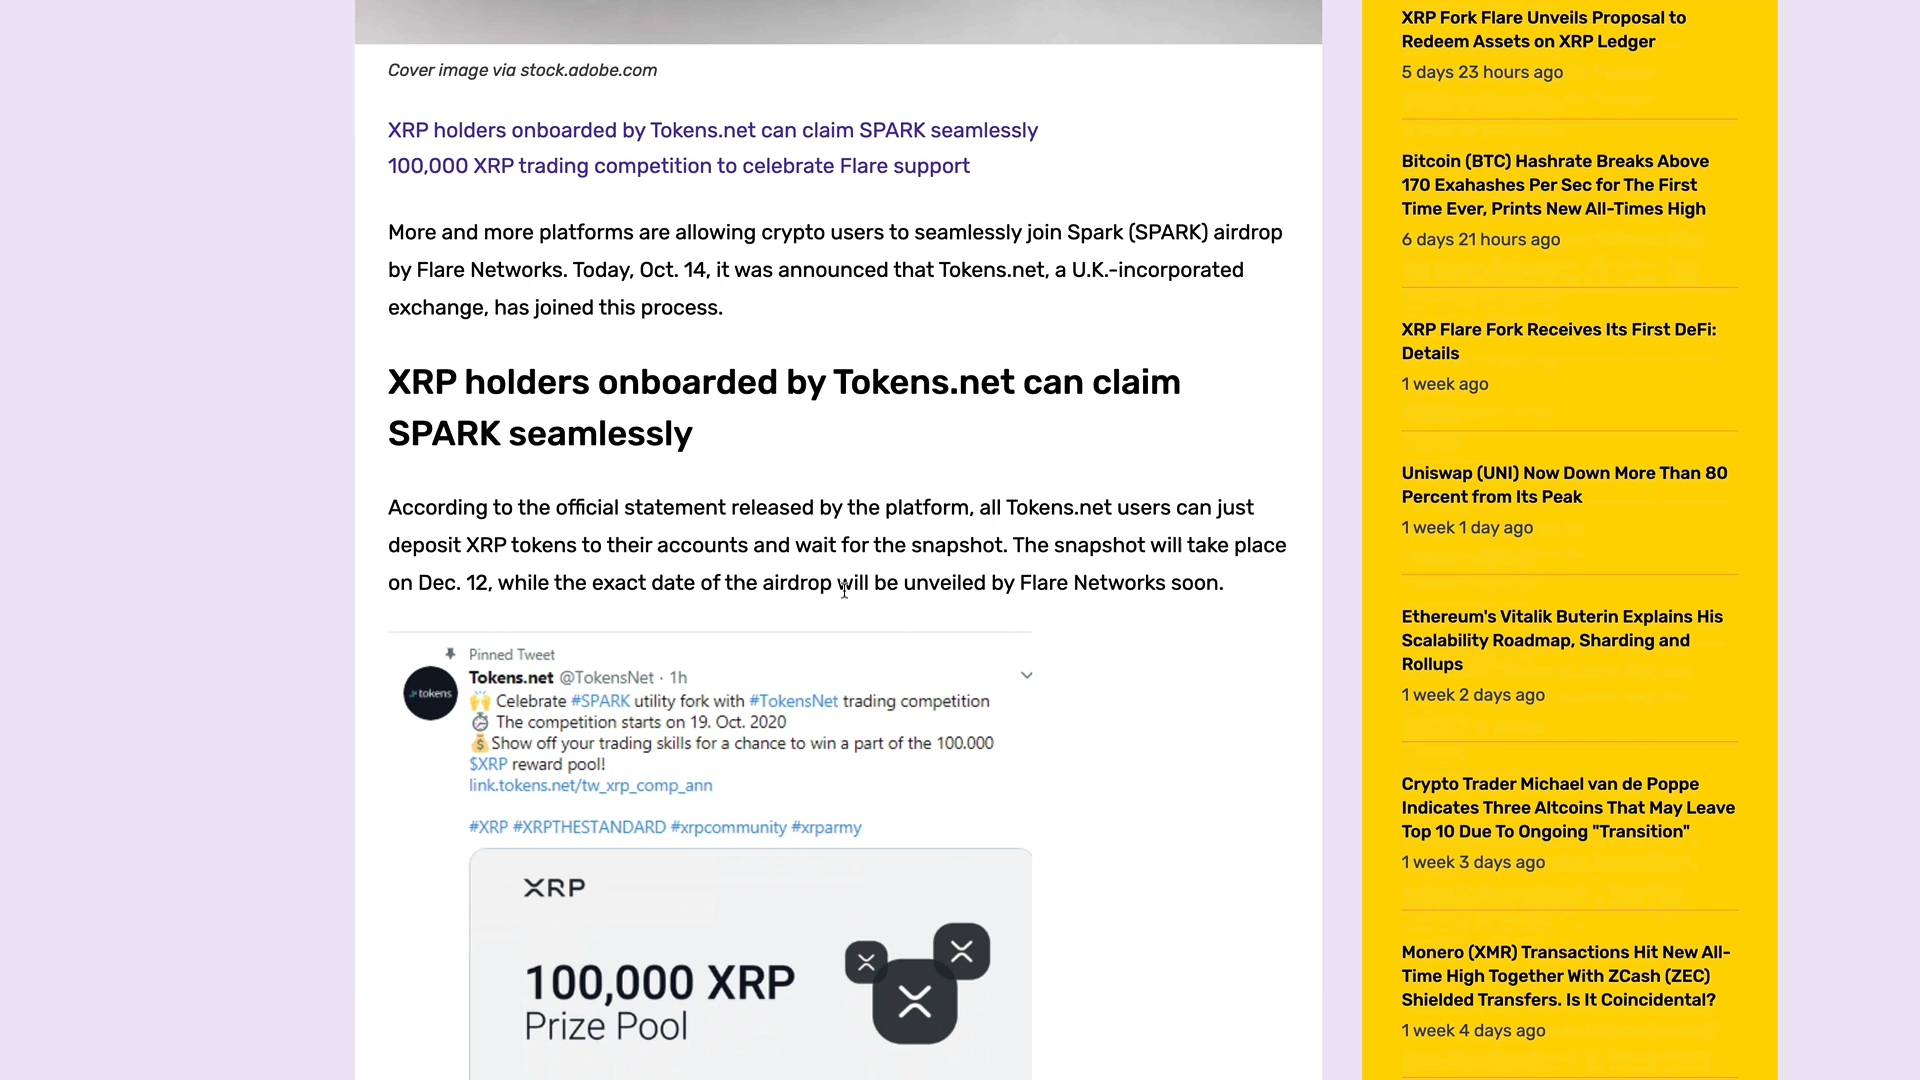 Cover image via stock.adobe.com
XRP holders onboarded by Tokens.net can claim SPARK seamlessly
100,000 XRP trading competition to celebrate Flare support
More and more platforms are allowing crypto users to seamlessly join Spark (SPARK) airdrop
by Flare Networks. Today, Oct. 14, it was announced that Tokens.net, a U.K.-incorporated
exchange, has joined this process.
XRP holders onboarded by Tokens.net can claim
SPARK seamlessly
According to the official statement released by the platform, all Tokens.net users can just
deposit XRP tokens to their accounts and wait for the snapshot. The snapshot will take place
on Dec. 12, while the exact date of the airdrop will be unveiled by Flare Networks soon.
Pinned Tweet
tokens
Tokens.net @TokensNet · 1h
Celebrate #SPARK utility fork with #TokensNet trading competition
The competition starts on 19. Oct. 2020
Show off your trading skills for a chance to win a part of the 100.000
$XRP reward pool!
link.tokens.net/tw_xrp_comp_ann
#XRP #XRPTHESTANDARD #xrpcommunity #xrparmy
XRP
100,000 XRP
Prize Pool
XRP Fork Flare Unveils Proposal to
Redeem Assets on XRP Ledger
5 days 23 hours ago
Bitcoin (BTC) Hashrate Breaks Above
170 Exahashes Per Sec for The First
Time Ever, Prints New All-Times High
6 days 21 hours ago
XRP Flare Fork Receives Its First DeFi:
Details
1 week ago
Uniswap (UNI) Now Down More Than 80
Percent from Its Peak
1 week 1 day ago
Ethereum's Vitalik Buterin Explains His
Scalability Roadmap, Sharding and
Rollups
1 week 2 days ago
Crypto Trader Michael van de Poppe
Indicates Three Altcoins That May Leave
Top 10 Due To Ongoing "Transition"
1 week 3 days ago
Monero (XMR) Transactions Hit New All-
Time High Together With ZCash (ZEC)
Shielded Transfers. Is It Coincidental?
1 week 4 days ago